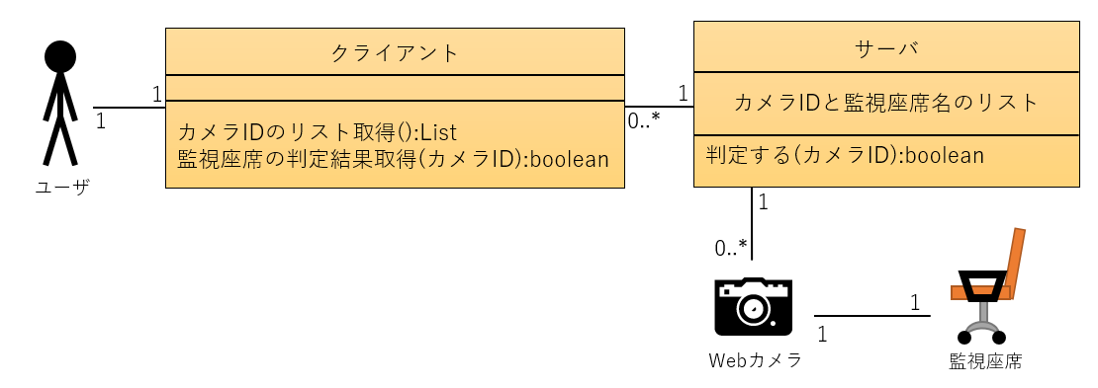 クライアント
カメラIDのリスト取得():List
監視座席の判定結果取得(カメラID):boolean
ユーザ
1
1
0..*
1
サーバ
カメラIDと監視座席名のリスト
判定する(カメラID):boolean
1
0..*
1
1
Webカメラ
監視座席